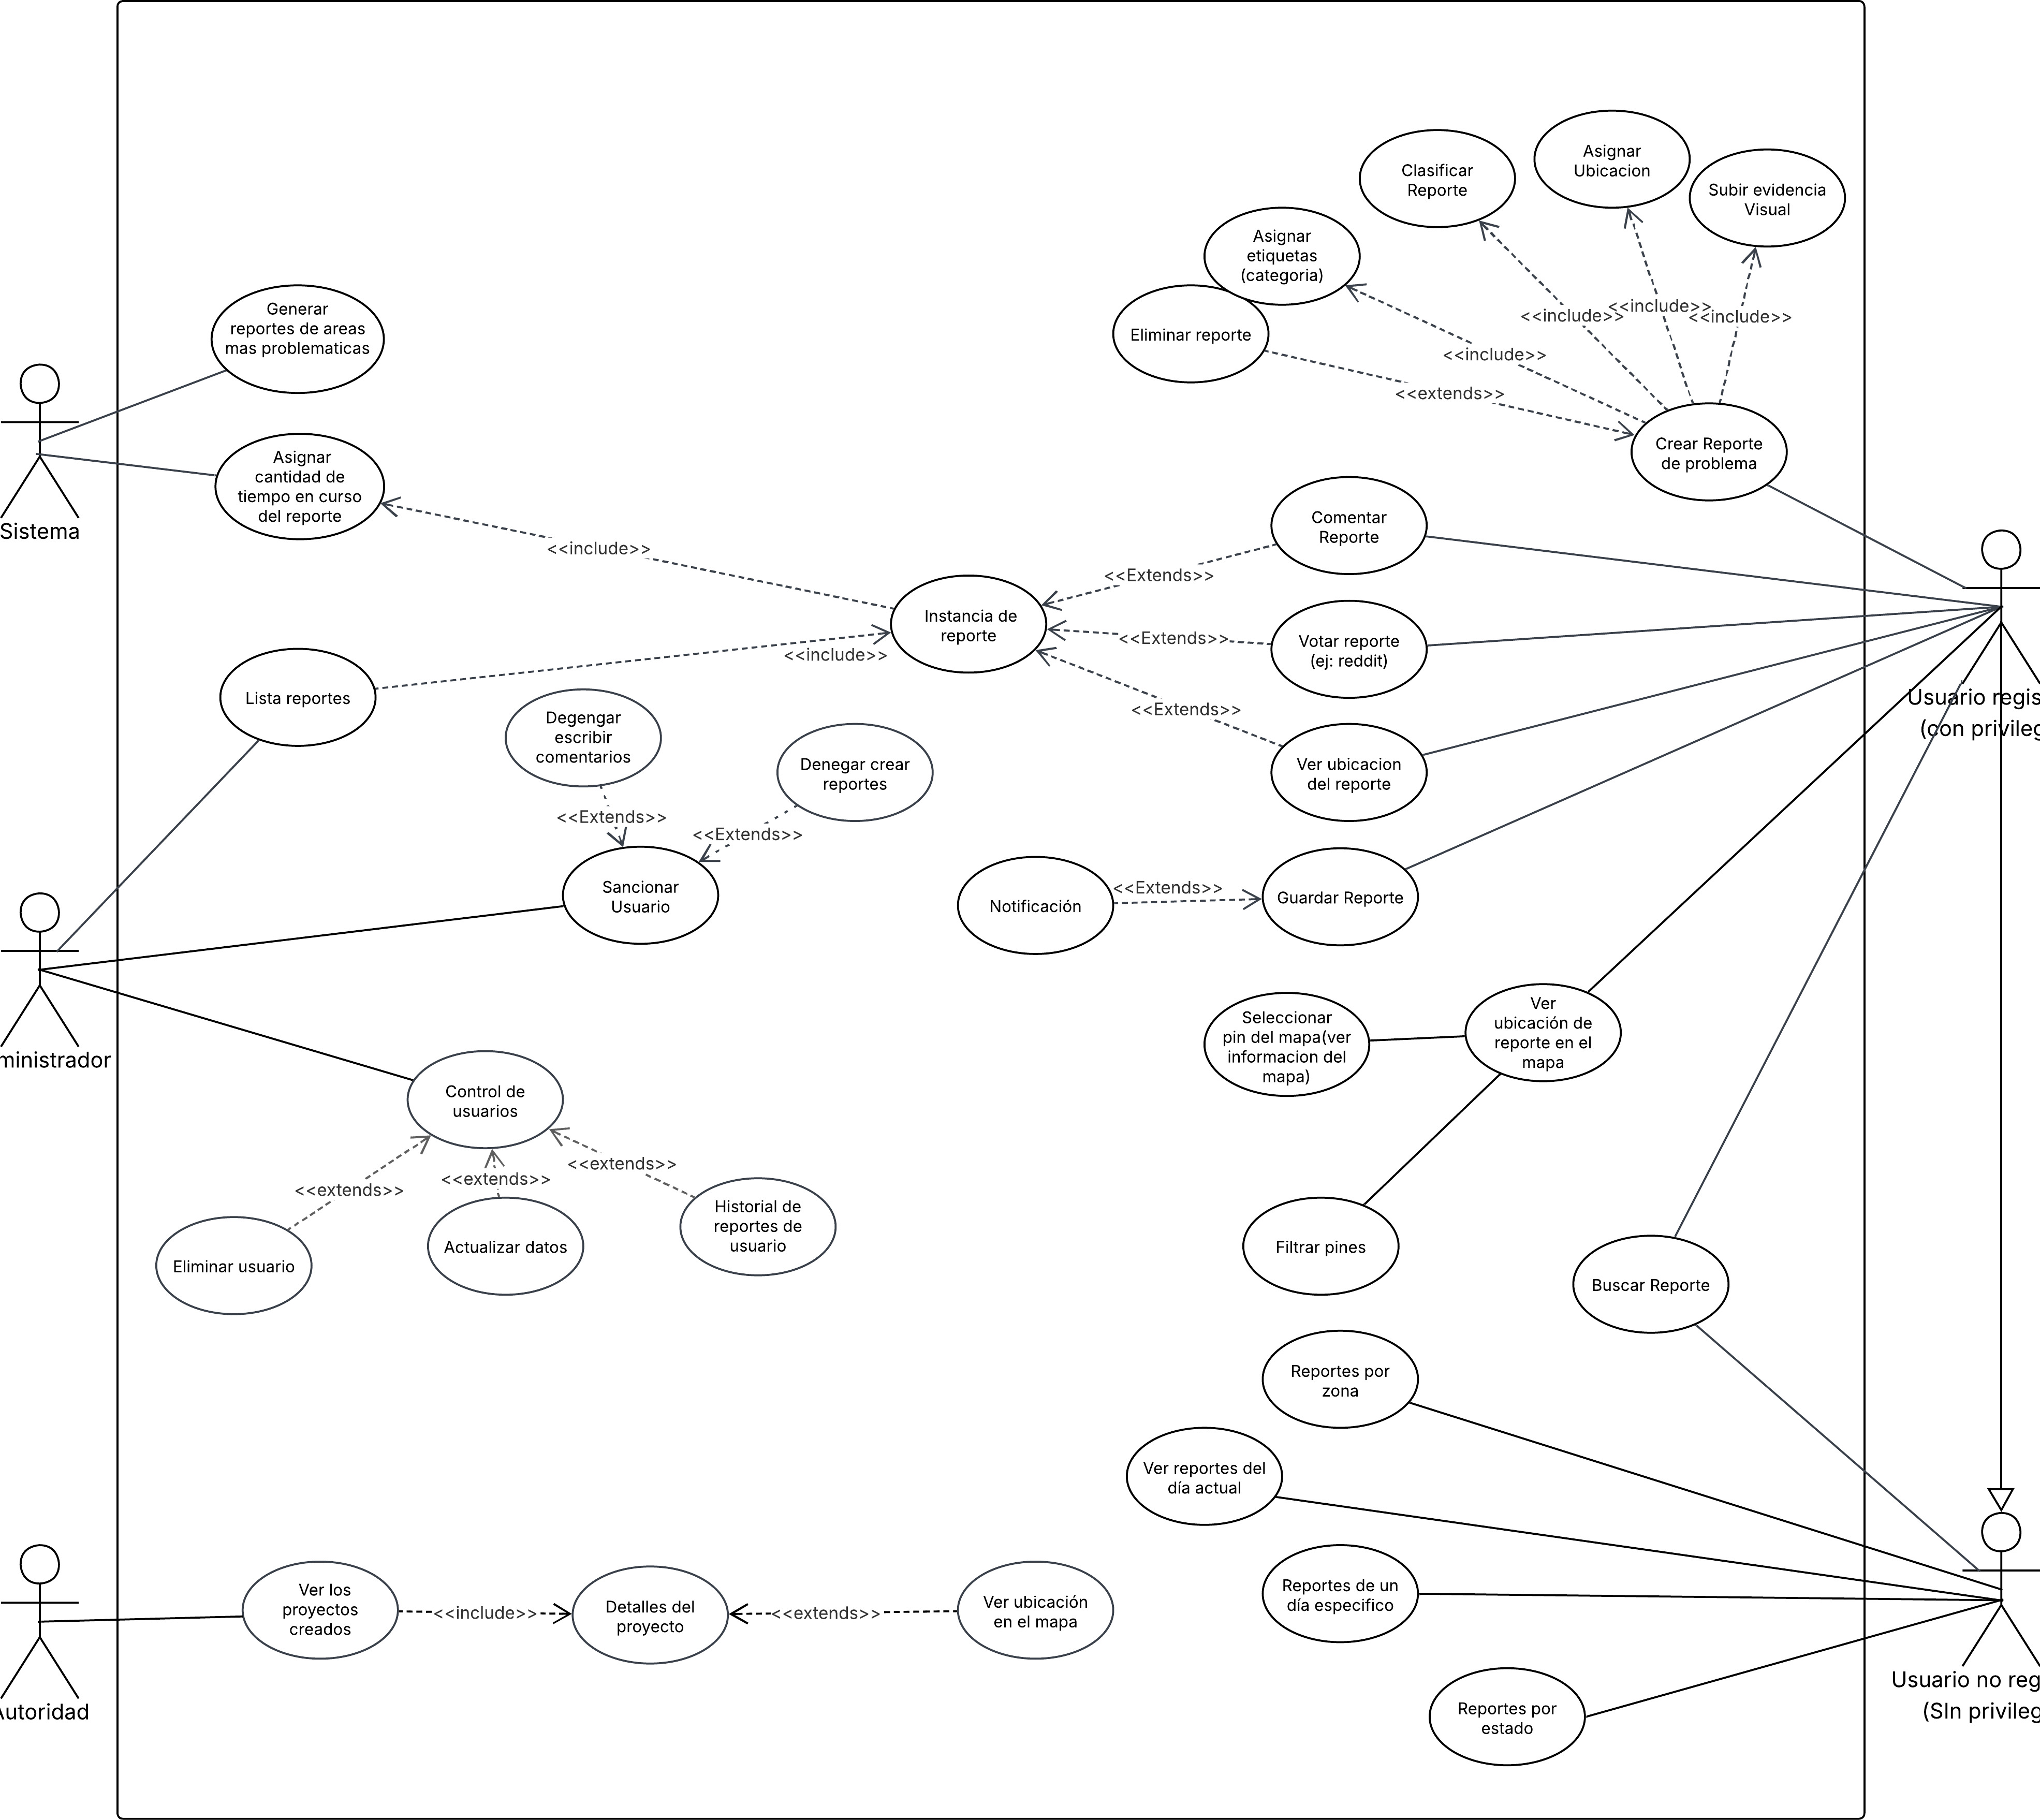 Asignar
Ubicacion
Clasificar
Reporte
Subir evidencia
Visual
Asignar
etiquetas
(categoria)
Generar
reportes de areas
mas problematicas
<<include>>
<<include>>
<<include>>
Eliminar reporte
<<include>>
<<extends>>
Crear Reporte
de problema
Asignar
cantidad de
tiempo en curso
del reporte
Sistema
Comentar
Reporte
<<include>>
<<Extends>>
Instancia de
reporte
<<Extends>>
Votar reporte
(ej: reddit)
<<include>>
Lista reportes
Usuario regis
(con privileg
<<Extends>>
Degengar
escribir
comentarios
Denegar crear
reportes
Ver ubicacion
del reporte
<<Extends>>
<<Extends>>
Sancionar
Usuario
Notificación
<<Extends>>
Guardar Reporte
Seleccionar
pin del mapa(ver
informacion del
mapa)
Ver
ubicación de
reporte en el
mapa
ministrador
Control de
usuarios
<<extends>>
<<extends>>
<<extends>>
Eliminar usuario
Actualizar datos
Historial de
reportes de
usuario
Filtrar pines
Buscar Reporte
Reportes por
zona
Ver reportes del
día actual
Ver los
proyectos
creados
<<include>>
Detalles del
proyecto
<<extends>>
Ver ubicación
en el mapa
Reportes de un
día especifico
Autoridad
Usuario no reg
(SIn privileg
Reportes por
estado